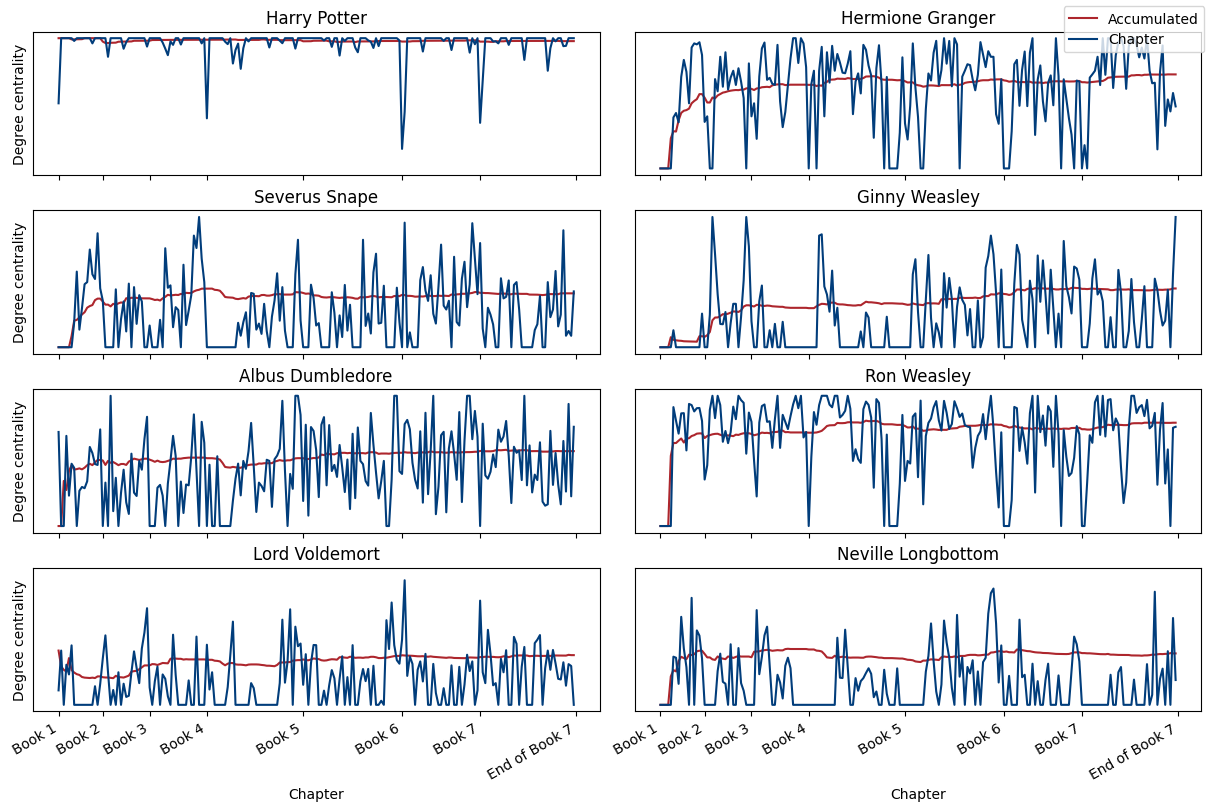 Harry Potter
Hermione Granger
Accumulated
Chapter
Degree centrality
Severus Snape
Ginny Weasley
Degree centrality
Albus Dumbledore
Ron Weasley
Degree centrality
Lord Voldemort
Neville Longbottom
Degree centrality
Book 1 Book 2 Book 3 Book 4 Book 5 Book 6 Book 7 End of Book 7
Book 1 Book 2 Book 3 Book 4 Book 5 Book 6 Book 7 End of Book 7
Chapter
Chapter